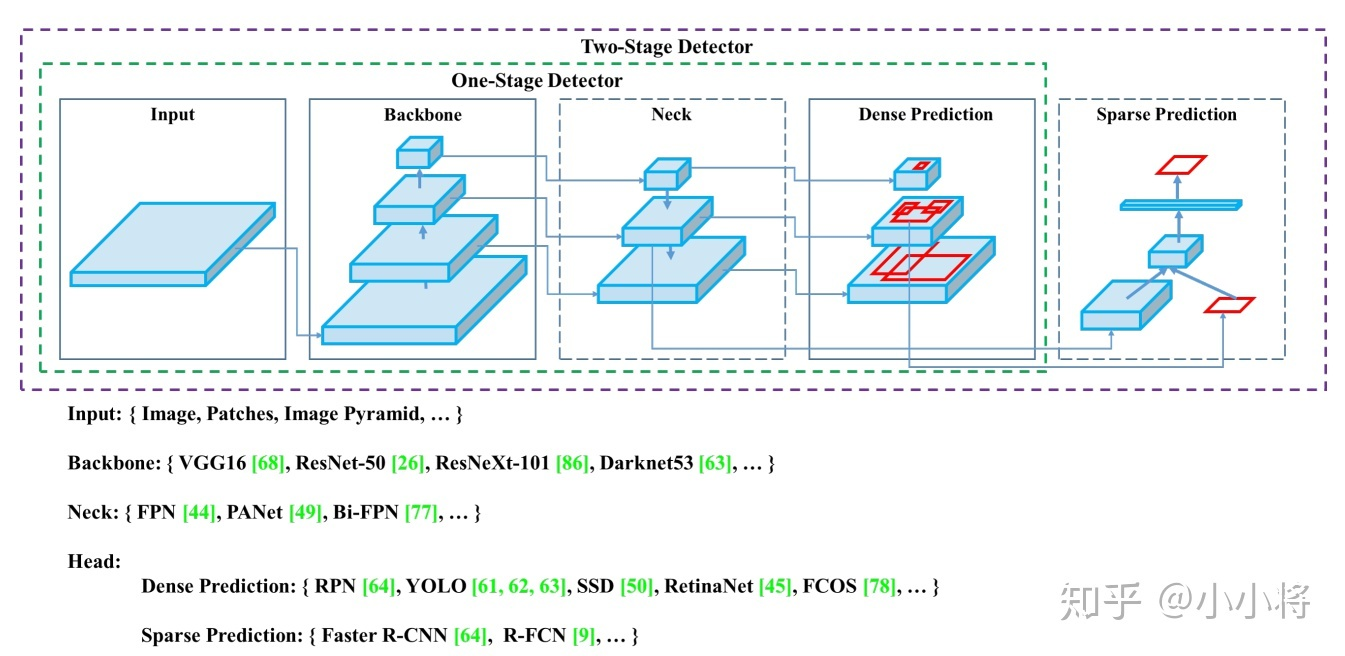 Two-Stage Detector
One-Stage Detector
Input
Backbone
Neck
Dense Prediction
Sparse Prediction
Input: { Image, Patches, Image Pyramid, … }
Backbone: { VGG16 [68], ResNet-50 [26], ResNeXt-101 [86], Darknet53 [63], … }
Neck: { FPN [44], PANet [49], Bi-FPN [77], … }
Head:
Dense Prediction: { RPN [64], YOLO [61, 62, 63], SSD [50], RetinaNet [45], FCOS [78], … }
Sparse Prediction: { Faster R-CNN [64], R-FCN [9], … }
知乎 @小小将